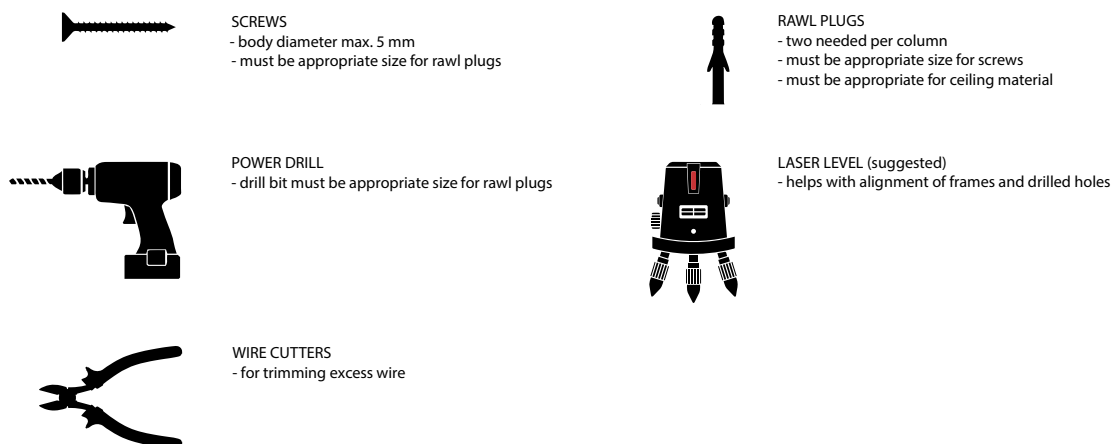 SCREWS
- body diameter max. 5 mm
- must be appropriate size for rawl plugs
RAWL PLUGS
- two needed per column
- must be appropriate size for screws
- must be appropriate for ceiling material
POWER DRILL
- drill bit must be appropriate size for rawl plugs
LASER LEVEL (suggested)
- helps with alignment of frames and drilled holes
WIRE CUTTERS
- for trimming excess wire